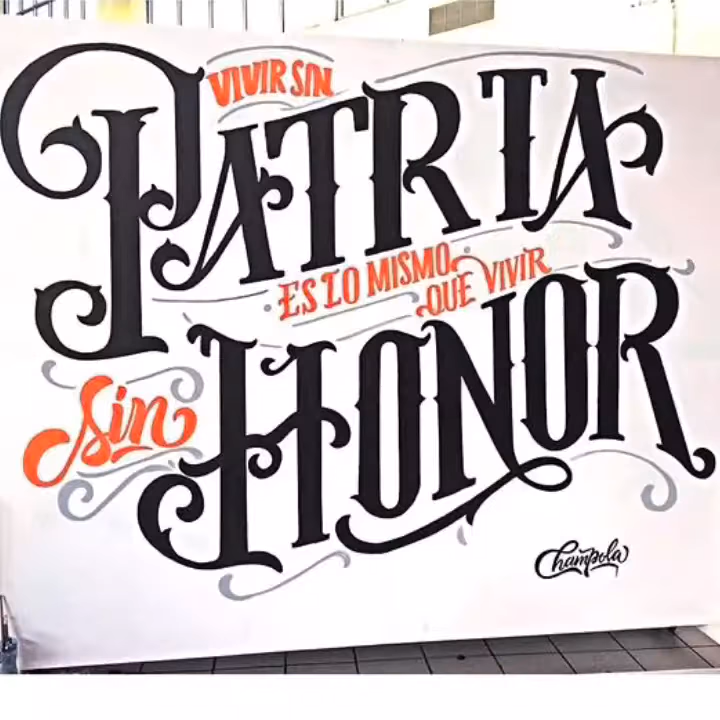 VIVIR SIN
PATRIA
ES LO MISMO
QUE VIVIR
Sin
HONOR
Champola